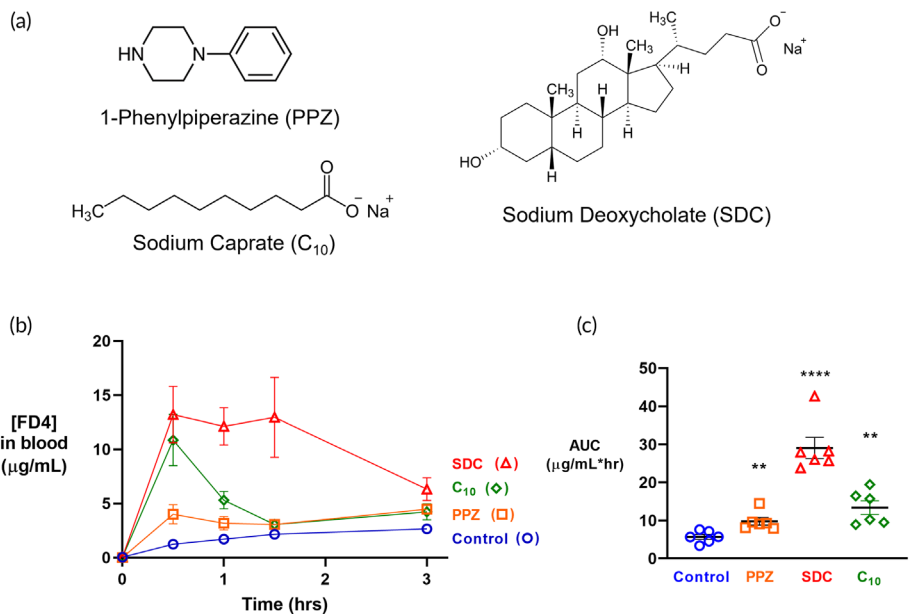 (a)
HN
N
1-Phenylpiperazine (PPZ)
H₃C
O
O⁻ Na⁺
Sodium Caprate (C₁₀)
H₃C
O⁻
Na⁺
O
OH
CH₃
H
CH₃
H
H
H
HO
H
Sodium Deoxycholate (SDC)
(b)
20
15
10
5
0
[FD4]
in blood
(μg/mL)
0
1
2
3
Time (hrs)
SDC (△)
C₁₀ (◇)
PPZ (□)
Control (○)
(c)
50
40
30
20
10
0
AUC
(μg/mL*hr)
**
****
**
Control
PPZ
SDC
C₁₀